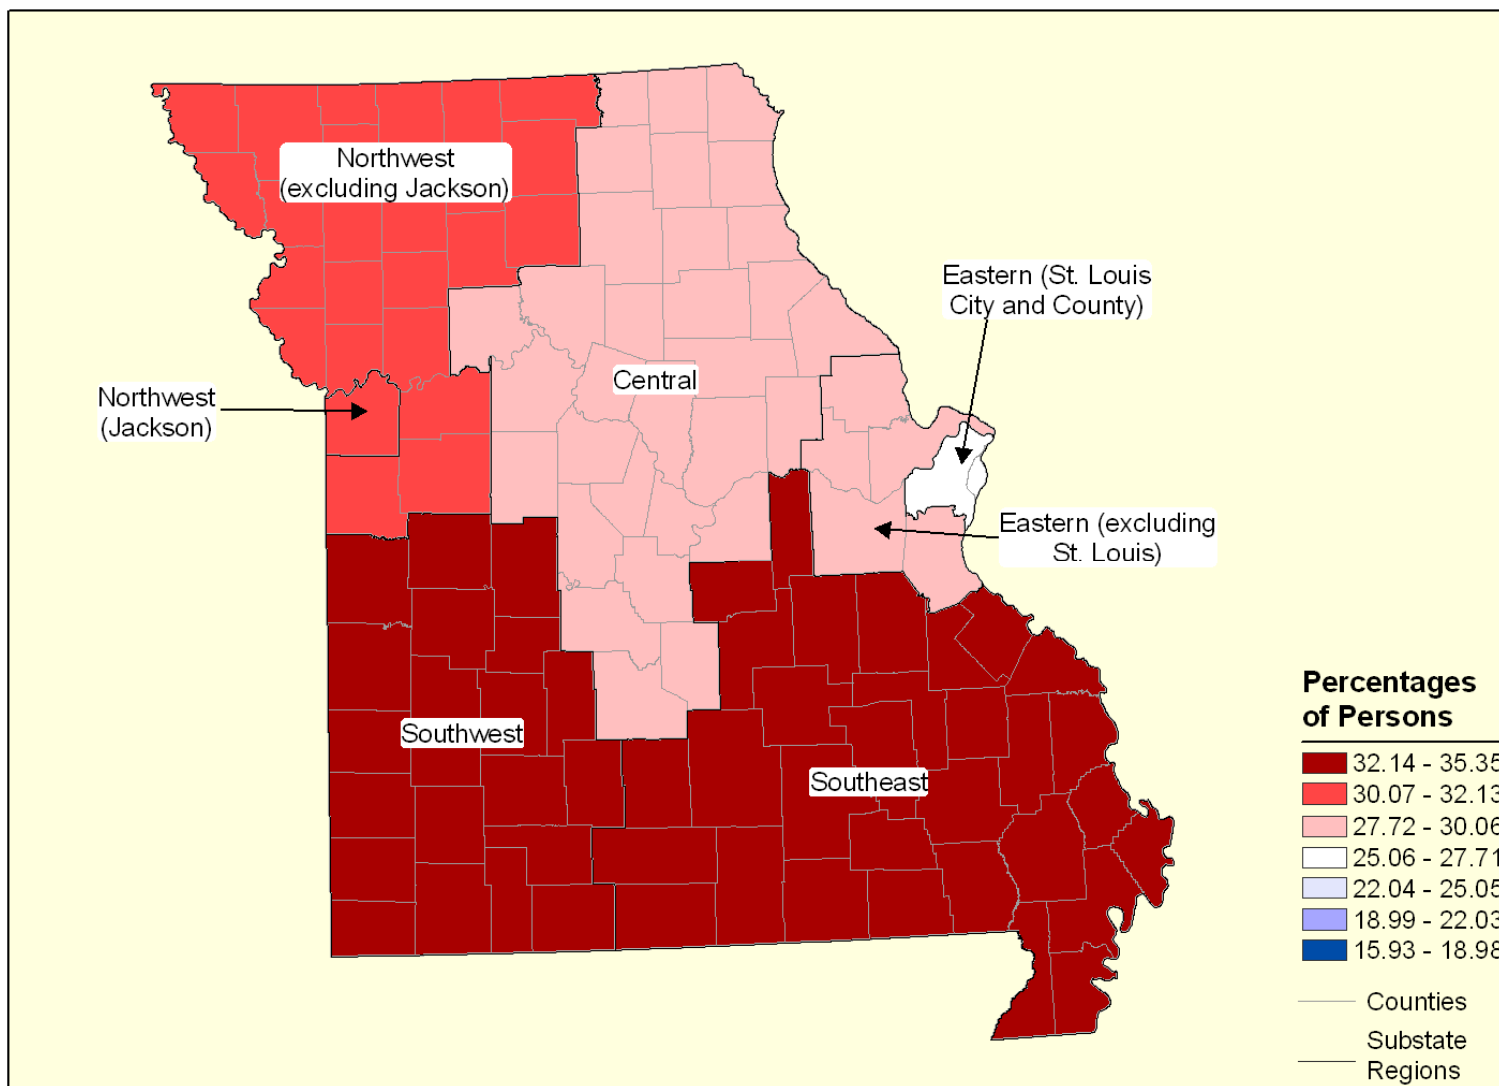 Northwest
(excluding Jackson)
Eastern (St. Louis
City and County)
Central
Northwest
(Jackson)
Eastern (excluding
St. Louis)
Southwest
Southeast
Percentages
of Persons
32.14 - 35.35
30.07 - 32.13
27.72 - 30.06
25.06 - 27.71
22.04 - 25.05
18.99 - 22.03
15.93 - 18.98
Counties
Substate
Regions